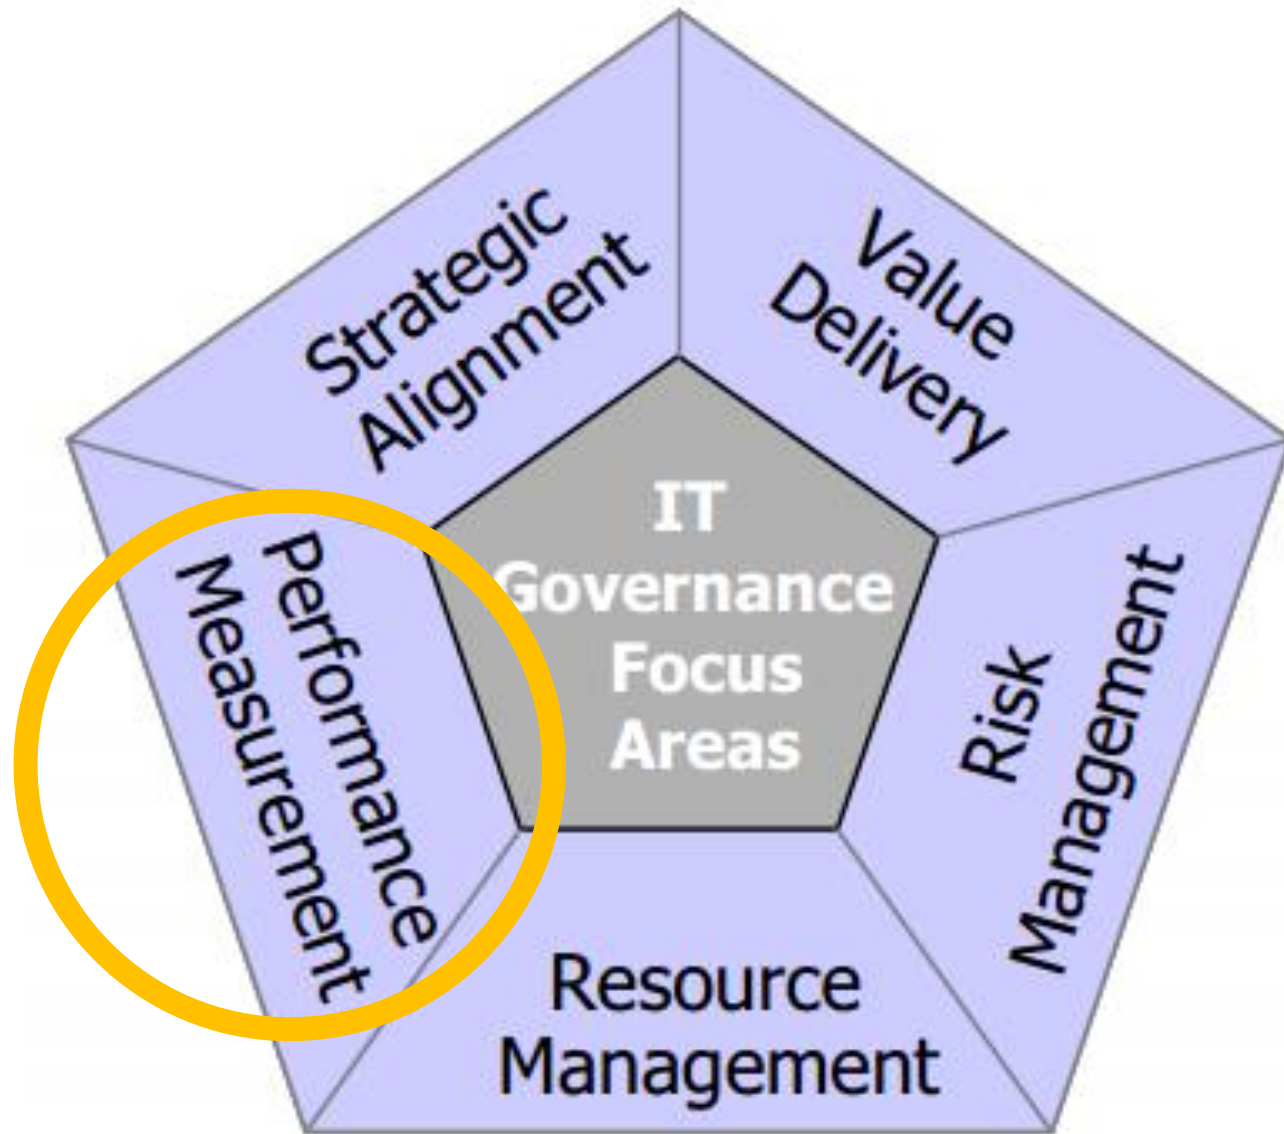 Strategic
Alignment
Value
Delivery
IT
Governance
Focus
Areas
Performance
Measurement
Risk
Management
Resource
Management